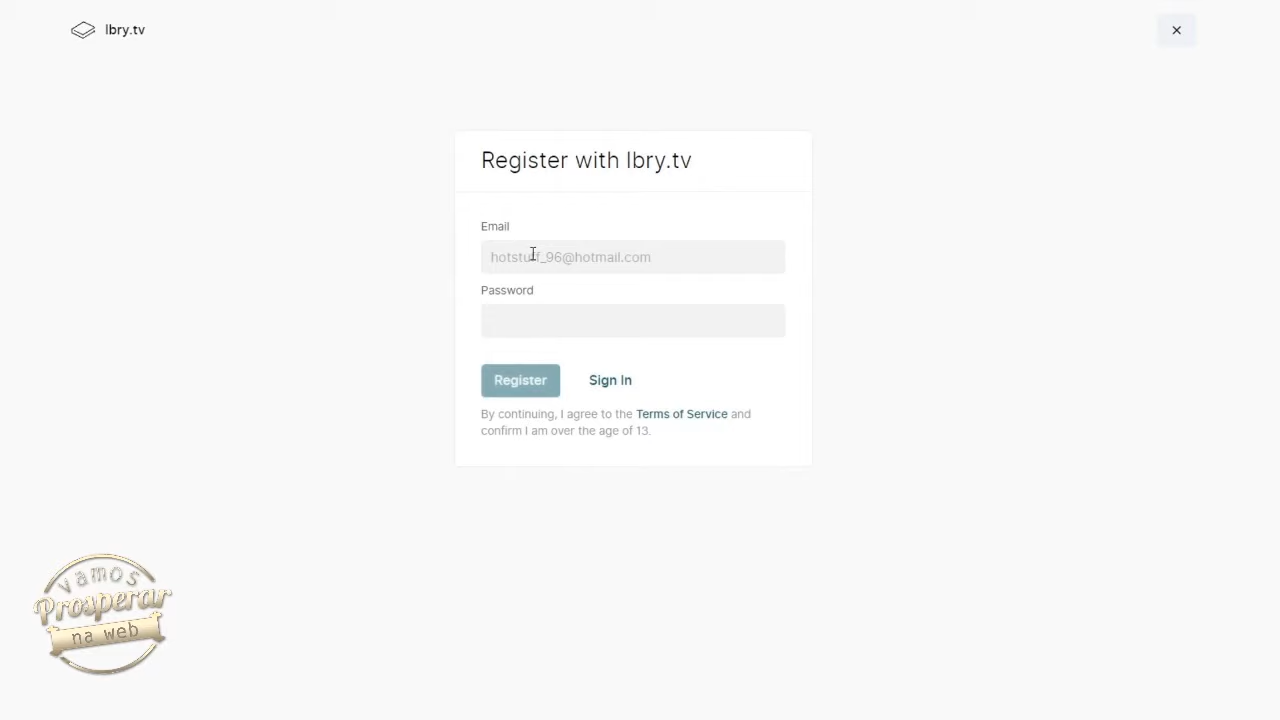 lbry.tv
×
Register with lbry.tv
Email
hotstuff_96@hotmail.com
Password
Register
Sign In
By continuing, I agree to the Terms of Service and
confirm I am over the age of 13.
vamos
Prosperar
na web